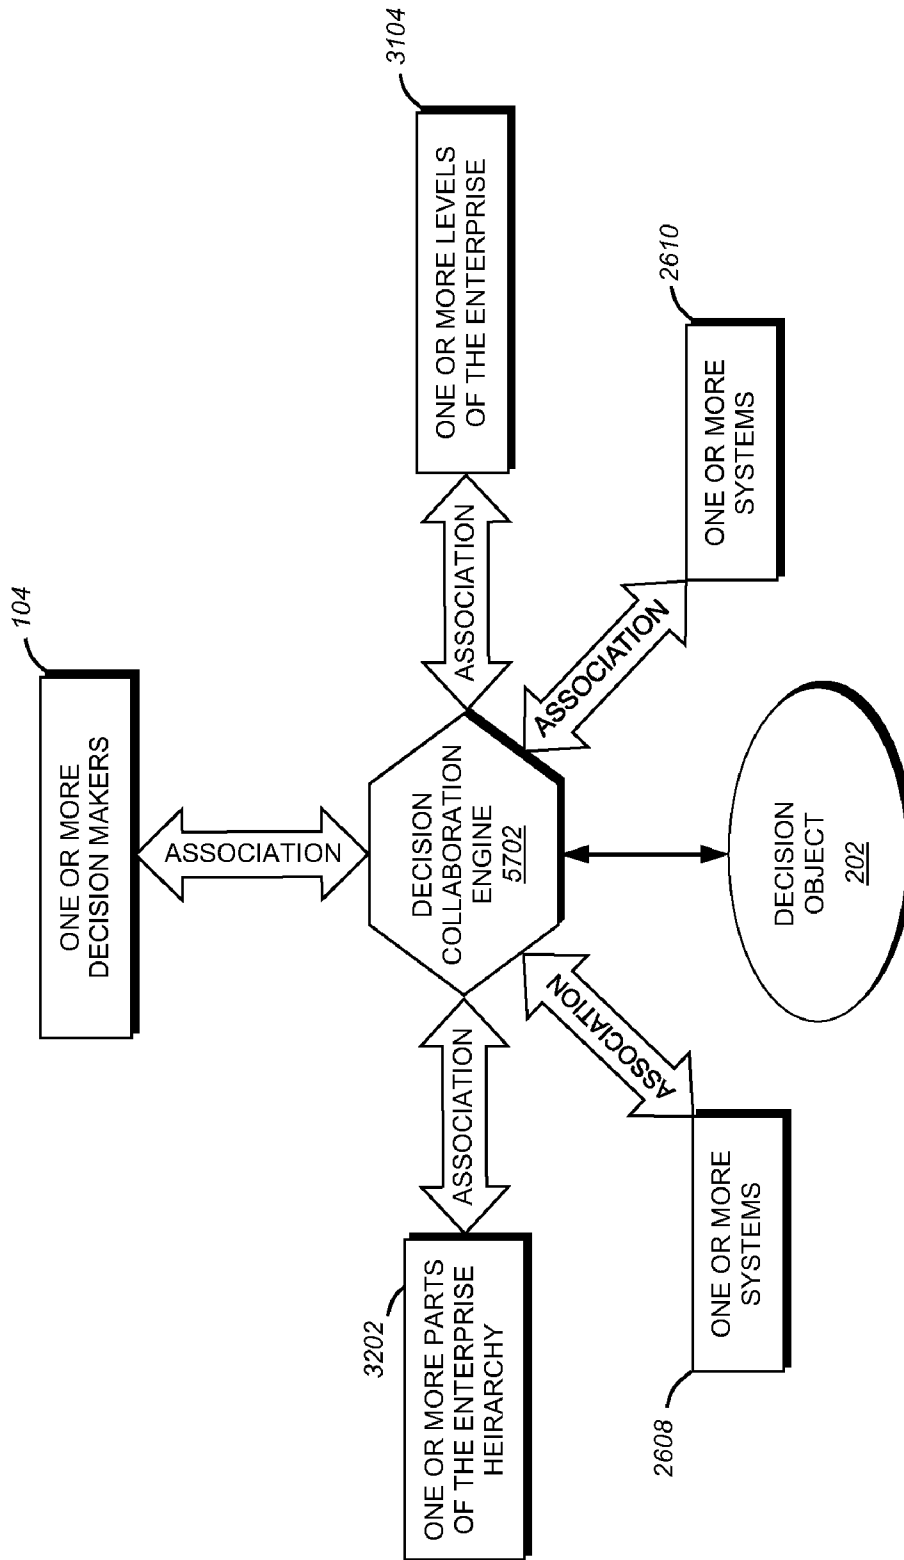 104
ONE OR MORE
DECISION MAKERS
ASSOCIATION
3202
ONE OR MORE PARTS
OF THE ENTERPRISE
HEIRARCHY
ASSOCIATION
DECISION
COLLABORATION
ENGINE
5702
ASSOCIATION
3104
ONE OR MORE LEVELS
OF THE ENTERPRISE
ASSOCIATION
ASSOCIATION
2608
ONE OR MORE
SYSTEMS
DECISION
OBJECT
202
2610
ONE OR MORE
SYSTEMS